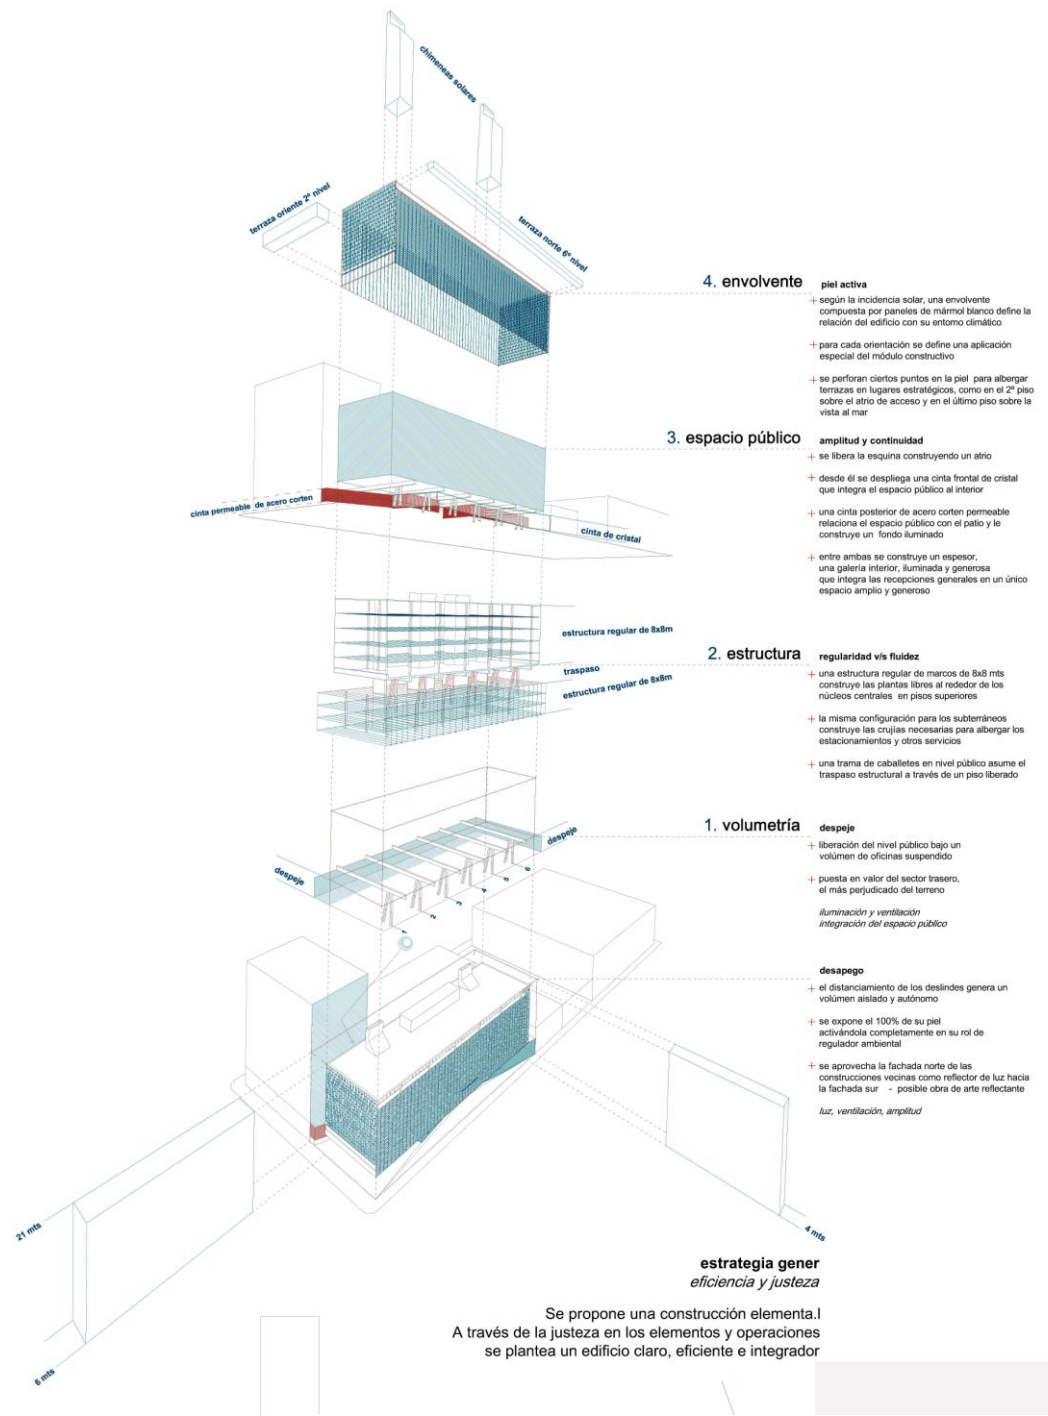 chimeneas solares
terraza oriente 2º nivel
terraza norte 6º nivel
4. envolvente
piel activa
+ según la incidencia solar, una envolvente
compuesta por paneles de mármol blanco define la
relación del edificio con su entorno climático
+ para cada orientación se define una aplicación
especial del módulo constructivo
+ se perforan ciertos puntos en la piel para albergar
terrazas en lugares estratégicos, como en el 2º piso
sobre el atrio de acceso y en el último piso sobre la
vista al mar
3. espacio público
amplitud y continuidad
+ se libera la esquina construyendo un atrio
+ desde él se despliega una cinta frontal de cristal
que integra el espacio público al interior
+ una cinta posterior de acero corten permeable
relaciona el espacio público con el patio y le
construye un fondo iluminado
+ entre ambas se construye un espesor,
una galería interior, iluminada y generosa
que integra las recepciones generales en un único
espacio amplio y generoso
cinta permeable de acero corten
cinta de cristal
estructura regular de 8x8m
traspaso
estructura regular de 8x8m
2. estructura
regularidad v/s fluidez
+ una estructura regular de marcos de 8x8 mts
construye las plantas libres al rededor de los
núcleos centrales en pisos superiores
+ la misma configuración para los subterráneos
construye las crujías necesarias para albergar los
estacionamientos y otros servicios
+ una trama de caballetes en nivel público asume el
traspaso estructural a través de un piso liberado
1. volumetría
despeje
+ liberación del nivel público bajo un
volúmen de oficinas suspendido
+ puesta en valor del sector trasero,
el más perjudicado del terreno
iluminación y ventilación
integración del espacio público
despeje
despeje
1
2
3
4
5
6
desapego
+ el distanciamiento de los deslindes genera un
volúmen aislado y autónomo
+ se expone el 100% de su piel
activándola completamente en su rol de
regulador ambiental
+ se aprovecha la fachada norte de las
construcciones vecinas como reflector de luz hacia
la fachada sur - posible obra de arte reflectante
luz, ventilación, amplitud
21 mts
6 mts
4 mts
estrategia gener
eficiencia y justeza
Se propone una construcción elementa.l
A través de la justeza en los elementos y operaciones
se plantea un edificio claro, eficiente e integrador